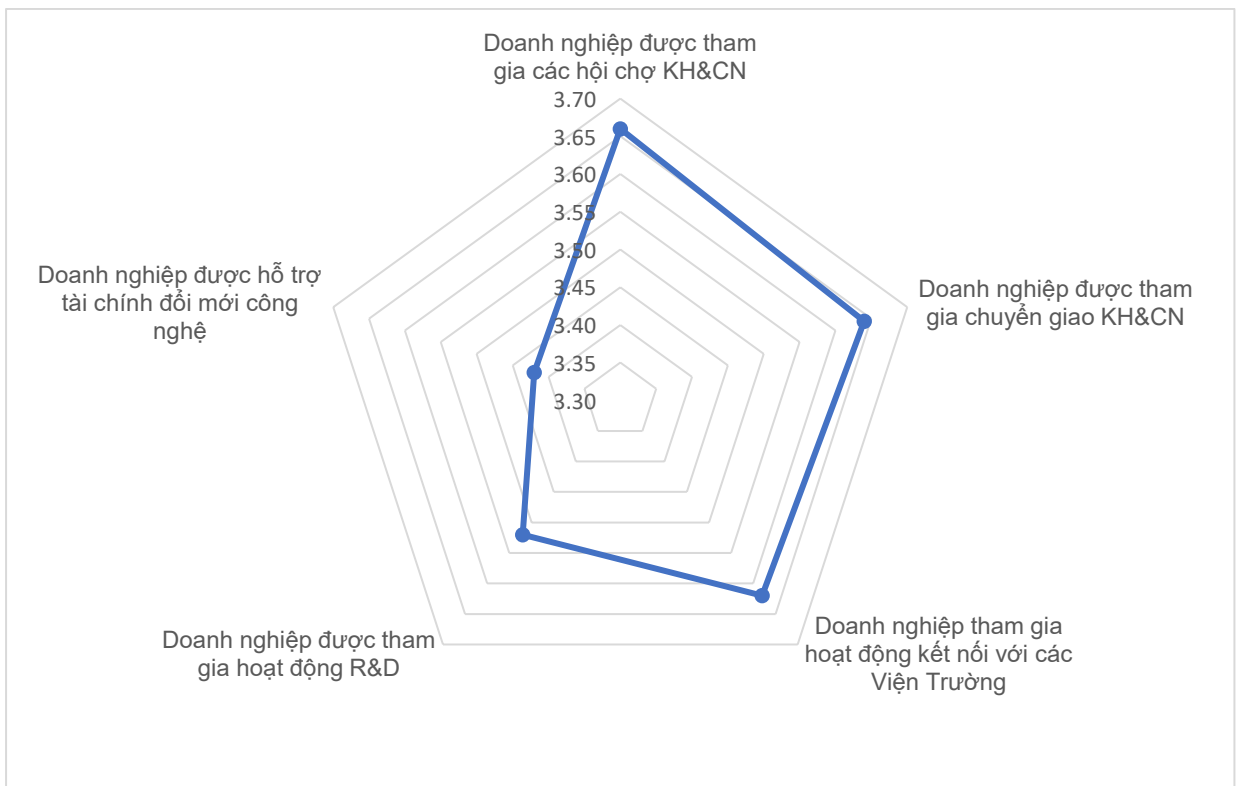 Doanh nghiệp được tham
gia các hội chợ KH&CN
3.70
3.65
3.60
3.55
3.50
3.45
3.40
3.35
3.30
Doanh nghiệp được tham
gia chuyển giao KH&CN
Doanh nghiệp tham gia
hoạt động kết nối với các
Viện Trường
Doanh nghiệp được tham
gia hoạt động R&D
Doanh nghiệp được hỗ trợ
tài chính đổi mới công
nghệ